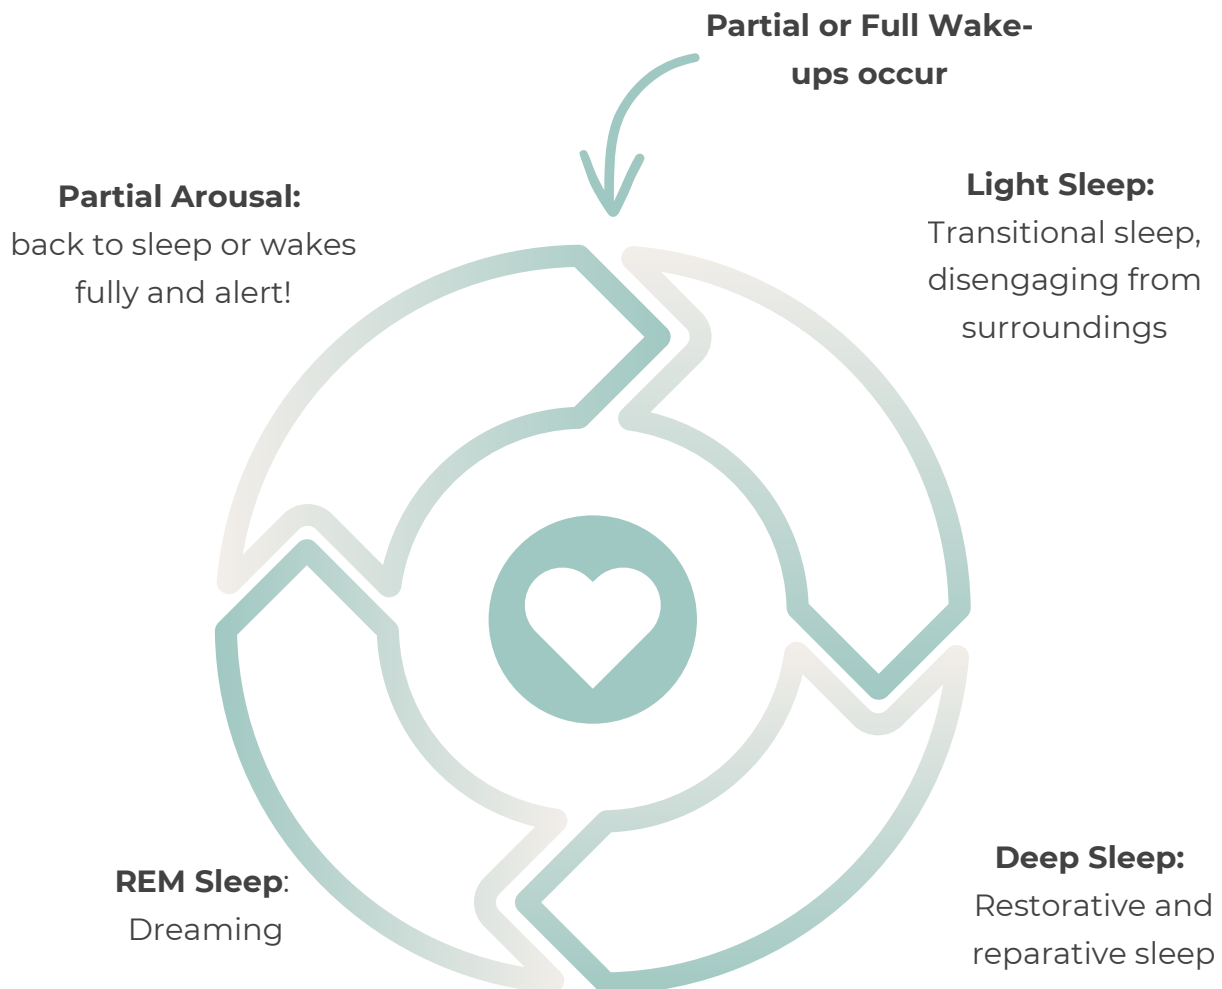 Partial or Full Wake-
ups occur
Partial Arousal:
back to sleep or wakes
fully and alert!
Light Sleep:
Transitional sleep,
disengaging from
surroundings
REM Sleep:
Dreaming
Deep Sleep:
Restorative and
reparative sleep